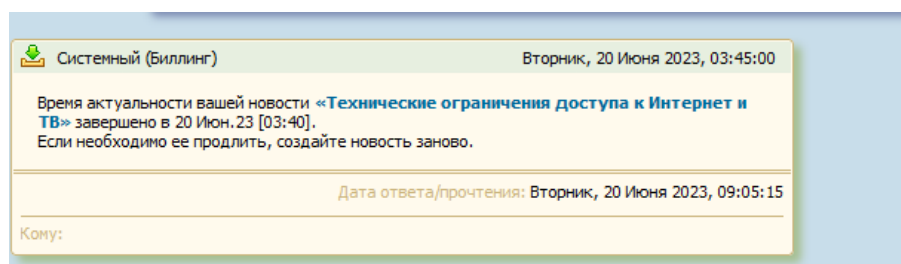 Системный (Биллинг) Вторник, 20 Июня 2023, 03:45:00
Время актуальности вашей новости «Технические ограничения доступа к Интернет и
ТВ» завершено в 20 Июн.23 [03:40].
Если необходимо ее продлить, создайте новость заново.
Дата ответа/прочтения: Вторник, 20 Июня 2023, 09:05:15
Кому: